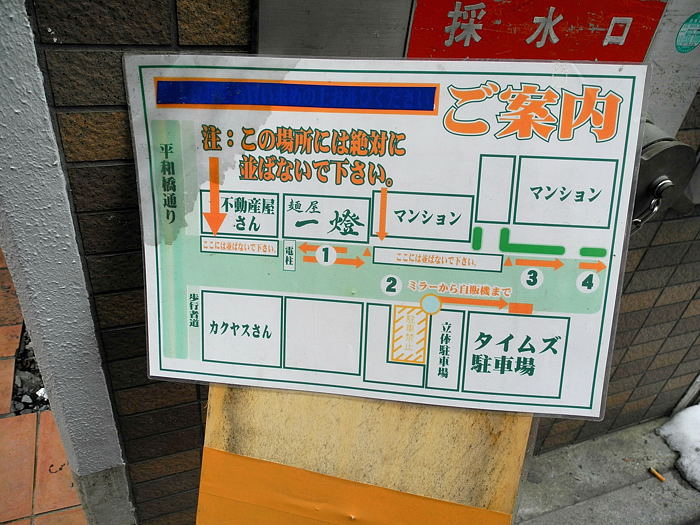 採水口
ご案内
注：この場所には絶対に
並ばないで下さい。
平和橋通り
不動産屋
さん
麺屋
一燈
マンション
マンション
ここには並ばないで下さい。
電柱
1
ここには並ばないで下さい。
3
4
2
ミラーから自販機まで
歩行者道
カクヤスさん
駐車禁止
立体駐車場
タイムズ
駐車場